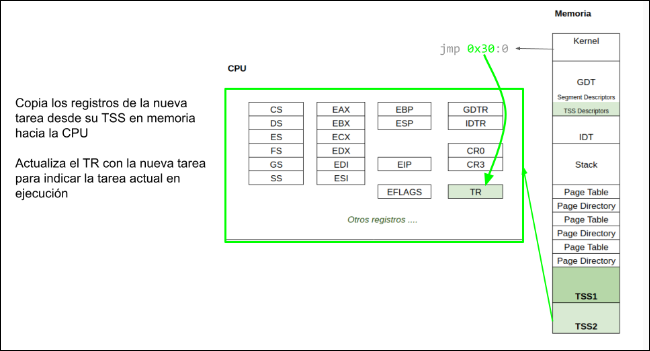 Memoria
Kernel
jmp 0x30:0
CPU
GDT
Segment Descriptors
TSS Descriptors
Copia los registros de la nueva
tarea desde su TSS en memoria
hacia la CPU
Actualiza el TR con la nueva tarea
para indicar la tarea actual en
ejecución
CS EAX EBP GDTR
DS EBX ESP IDTR
ES ECX
FS EDX CR0
GS EDI EIP CR3
SS ESI
EFLAGS TR
Otros registros ....
IDT
Stack
Page Table
Page Directory
Page Table
Page Directory
Page Table
Page Directory
TSS1
TSS2